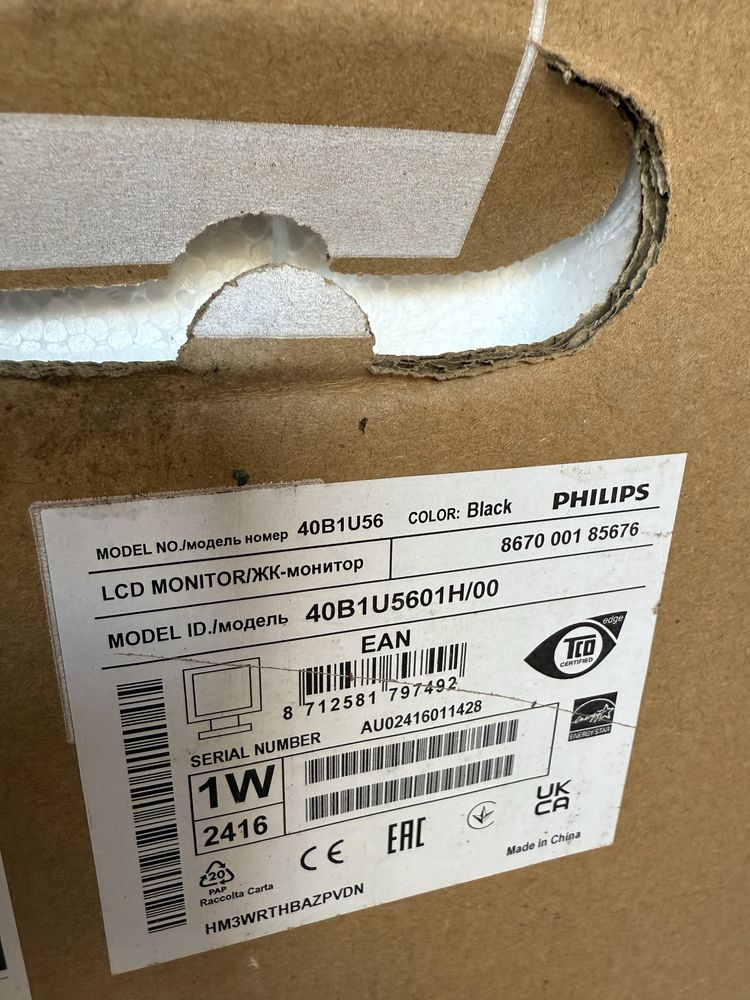 MODEL NO./модель номер 40B1U56 COLOR: Black PHILIPS
LCD MONITOR/ЖК-монитор 8670 001 85676
MODEL ID./модель 40B1U5601H/00
EAN
8 712581 797492
TCO
CERTIFIED
edge
energy
ENERGY STAR
SERIAL NUMBER AU02416011428
1W
2416
CE
EAC
UK
CA
20
PAP
Raccolta Carta
Made in China
HM3WRTHBAZPVDN